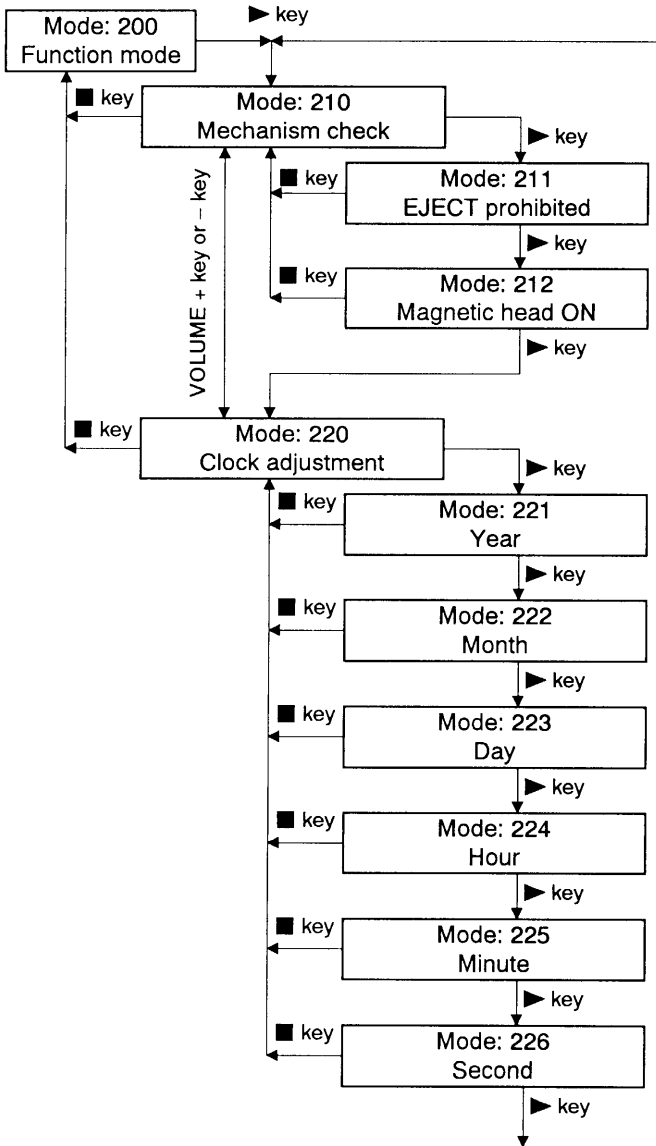 Mode: 200
Function mode
► key
■ key
Mode: 210
Mechanism check
► key
■ key
Mode: 211
EJECT prohibited
► key
■ key
Mode: 212
Magnetic head ON
► key
VOLUME + key or – key
■ key
Mode: 220
Clock adjustment
► key
■ key
Mode: 221
Year
► key
■ key
Mode: 222
Month
► key
■ key
Mode: 223
Day
► key
■ key
Mode: 224
Hour
► key
■ key
Mode: 225
Minute
► key
■ key
Mode: 226
Second
► key